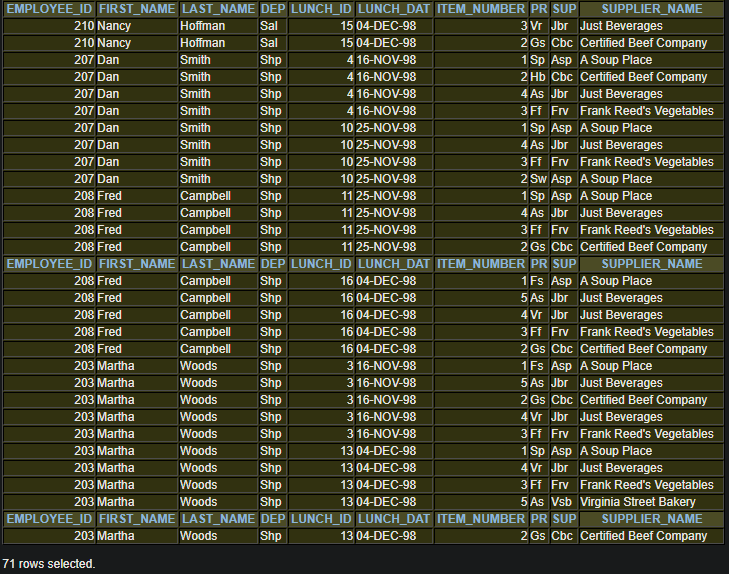 EMPLOYEE_ID FIRST_NAME LAST_NAME DEP LUNCH_ID LUNCH_DAT ITEM_NUMBER PR SUP SUPPLIER_NAME
210 Nancy Hoffman Sal 15 04-DEC-98 3 Vr Jbr Just Beverages
210 Nancy Hoffman Sal 15 04-DEC-98 2 Gs Cbc Certified Beef Company
207 Dan Smith Shp 4 16-NOV-98 1 Sp Asp A Soup Place
207 Dan Smith Shp 4 16-NOV-98 2 Hb Cbc Certified Beef Company
207 Dan Smith Shp 4 16-NOV-98 4 As Jbr Just Beverages
207 Dan Smith Shp 4 16-NOV-98 3 Ff Frv Frank Reed's Vegetables
207 Dan Smith Shp 10 25-NOV-98 1 Sp Asp A Soup Place
207 Dan Smith Shp 10 25-NOV-98 4 As Jbr Just Beverages
207 Dan Smith Shp 10 25-NOV-98 3 Ff Frv Frank Reed's Vegetables
207 Dan Smith Shp 10 25-NOV-98 2 Sw Asp A Soup Place
208 Fred Campbell Shp 11 25-NOV-98 1 Sp Asp A Soup Place
208 Fred Campbell Shp 11 25-NOV-98 4 As Jbr Just Beverages
208 Fred Campbell Shp 11 25-NOV-98 3 Ff Frv Frank Reed's Vegetables
208 Fred Campbell Shp 11 25-NOV-98 2 Gs Cbc Certified Beef Company
EMPLOYEE_ID FIRST_NAME LAST_NAME DEP LUNCH_ID LUNCH_DAT ITEM_NUMBER PR SUP SUPPLIER_NAME
208 Fred Campbell Shp 16 04-DEC-98 1 Fs Asp A Soup Place
208 Fred Campbell Shp 16 04-DEC-98 5 As Jbr Just Beverages
208 Fred Campbell Shp 16 04-DEC-98 4 Vr Jbr Just Beverages
208 Fred Campbell Shp 16 04-DEC-98 3 Ff Frv Frank Reed's Vegetables
208 Fred Campbell Shp 16 04-DEC-98 2 Gs Cbc Certified Beef Company
203 Martha Woods Shp 3 16-NOV-98 1 Fs Asp A Soup Place
203 Martha Woods Shp 3 16-NOV-98 5 As Jbr Just Beverages
203 Martha Woods Shp 3 16-NOV-98 2 Gs Cbc Certified Beef Company
203 Martha Woods Shp 3 16-NOV-98 4 Vr Jbr Just Beverages
203 Martha Woods Shp 3 16-NOV-98 3 Ff Frv Frank Reed's Vegetables
203 Martha Woods Shp 13 04-DEC-98 1 Sp Asp A Soup Place
203 Martha Woods Shp 13 04-DEC-98 4 Vr Jbr Just Beverages
203 Martha Woods Shp 13 04-DEC-98 3 Ff Frv Frank Reed's Vegetables
203 Martha Woods Shp 13 04-DEC-98 5 As Vsb Virginia Street Bakery
EMPLOYEE_ID FIRST_NAME LAST_NAME DEP LUNCH_ID LUNCH_DAT ITEM_NUMBER PR SUP SUPPLIER_NAME
203 Martha Woods Shp 13 04-DEC-98 2 Gs Cbc Certified Beef Company
71 rows selected.